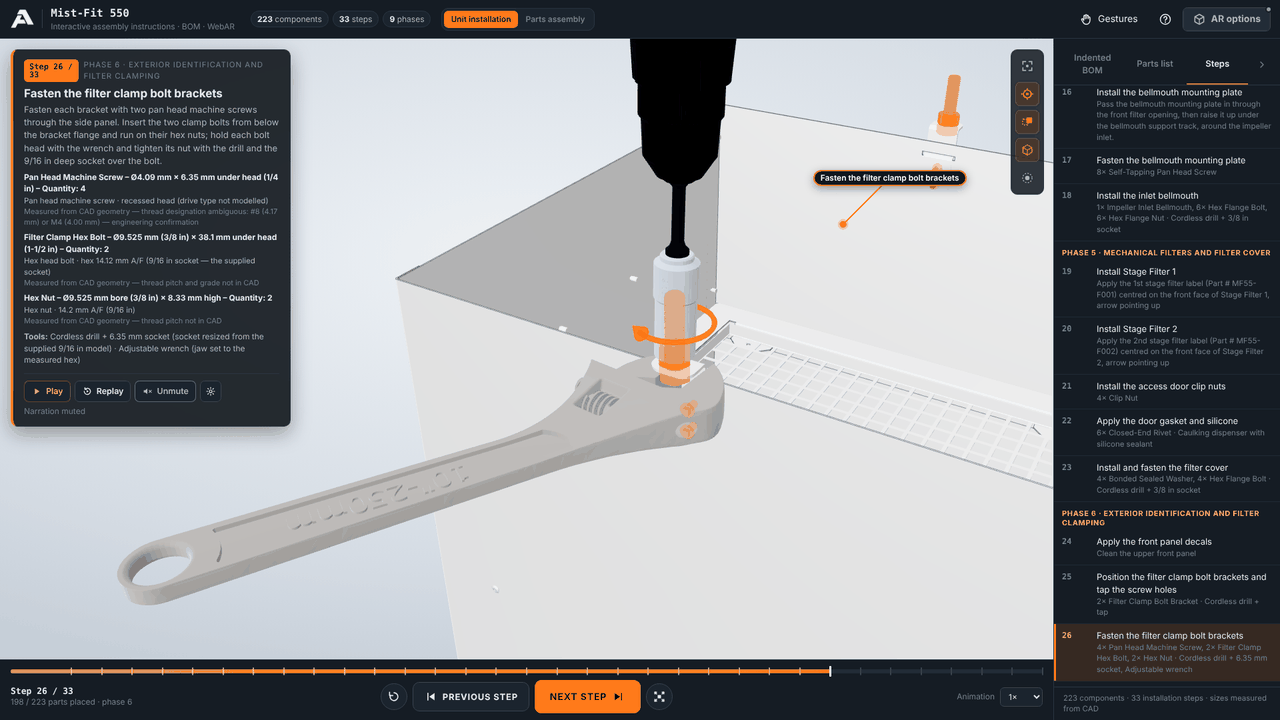 Mist-Fit 550
Interactive assembly instructions · BOM · WebAR
223 components
33 steps
9 phases
Unit installation
Parts assembly
Gestures
AR options
Step 26 / 33
PHASE 6 · EXTERIOR IDENTIFICATION AND
FILTER CLAMPING
Fasten the filter clamp bolt brackets
Fasten each bracket with two pan head machine screws
through the side panel. Insert the two clamp bolts from below
the bracket flange and run on their hex nuts; hold each bolt
head with the wrench and tighten its nut with the drill and the
9/16 in deep socket over the bolt.
Pan Head Machine Screw – Ø4.09 mm × 6.35 mm under head (1/4
in) – Quantity: 4
Pan head machine screw · recessed head (drive type not modelled)
Measured from CAD geometry — thread designation ambiguous: #8 (4.17
mm) or M4 (4.00 mm) — engineering confirmation
Filter Clamp Hex Bolt – Ø9.525 mm (3/8 in) × 38.1 mm under head
(1-1/2 in) – Quantity: 2
Hex head bolt · hex 14.12 mm A/F (9/16 in socket — the supplied
socket)
Measured from CAD geometry — thread pitch and grade not in CAD
Hex Nut – Ø9.525 mm bore (3/8 in) × 8.33 mm high – Quantity: 2
Hex nut · 14.2 mm A/F (9/16 in)
Measured from CAD geometry — thread pitch not in CAD
Tools: Cordless drill + 6.35 mm socket (socket resized from the
supplied 9/16 in model) · Adjustable wrench (jaw set to the
measured hex)
Play
Replay
Unmute
Narration muted
Fasten the filter clamp bolt brackets
Indented
BOM
Parts list
Steps
16
Install the bellmouth mounting plate
Pass the bellmouth mounting plate in through
the front filter opening, then raise it up under
the bellmouth support track, around the impeller
inlet.
17
Fasten the bellmouth mounting plate
8× Self-Tapping Pan Head Screw
18
Install the inlet bellmouth
1× Impeller Inlet Bellmouth, 6× Hex Flange Bolt,
6× Hex Flange Nut · Cordless drill + 3/8 in
socket
PHASE 5 · MECHANICAL FILTERS AND FILTER COVER
19
Install Stage Filter 1
Apply the 1st stage filter label (Part # MF55-
F001) centred on the front face of Stage Filter 1,
arrow pointing up
20
Install Stage Filter 2
Apply the 2nd stage filter label (Part # MF55-
F002) centred on the front face of Stage Filter
2, arrow pointing up
21
Install the access door clip nuts
4× Clip Nut
22
Apply the door gasket and silicone
6× Closed-End Rivet · Caulking dispenser with
silicone sealant
23
Install and fasten the filter cover
4× Bonded Sealed Washer, 4× Hex Flange Bolt ·
Cordless drill + 3/8 in socket
PHASE 6 · EXTERIOR IDENTIFICATION AND FILTER
CLAMPING
24
Apply the front panel decals
Clean the upper front panel
25
Position the filter clamp bolt brackets and
tap the screw holes
2× Filter Clamp Bolt Bracket · Cordless drill +
tap
26
Fasten the filter clamp bolt brackets
4× Pan Head Machine Screw, 2× Filter Clamp
Hex Bolt, 2× Hex Nut · Cordless drill + 6.35 mm
socket, Adjustable wrench
223 components · 33 installation steps · sizes measured
from CAD
Step 26 / 33
198 / 223 parts placed · phase 6
PREVIOUS STEP
NEXT STEP
Animation
1×